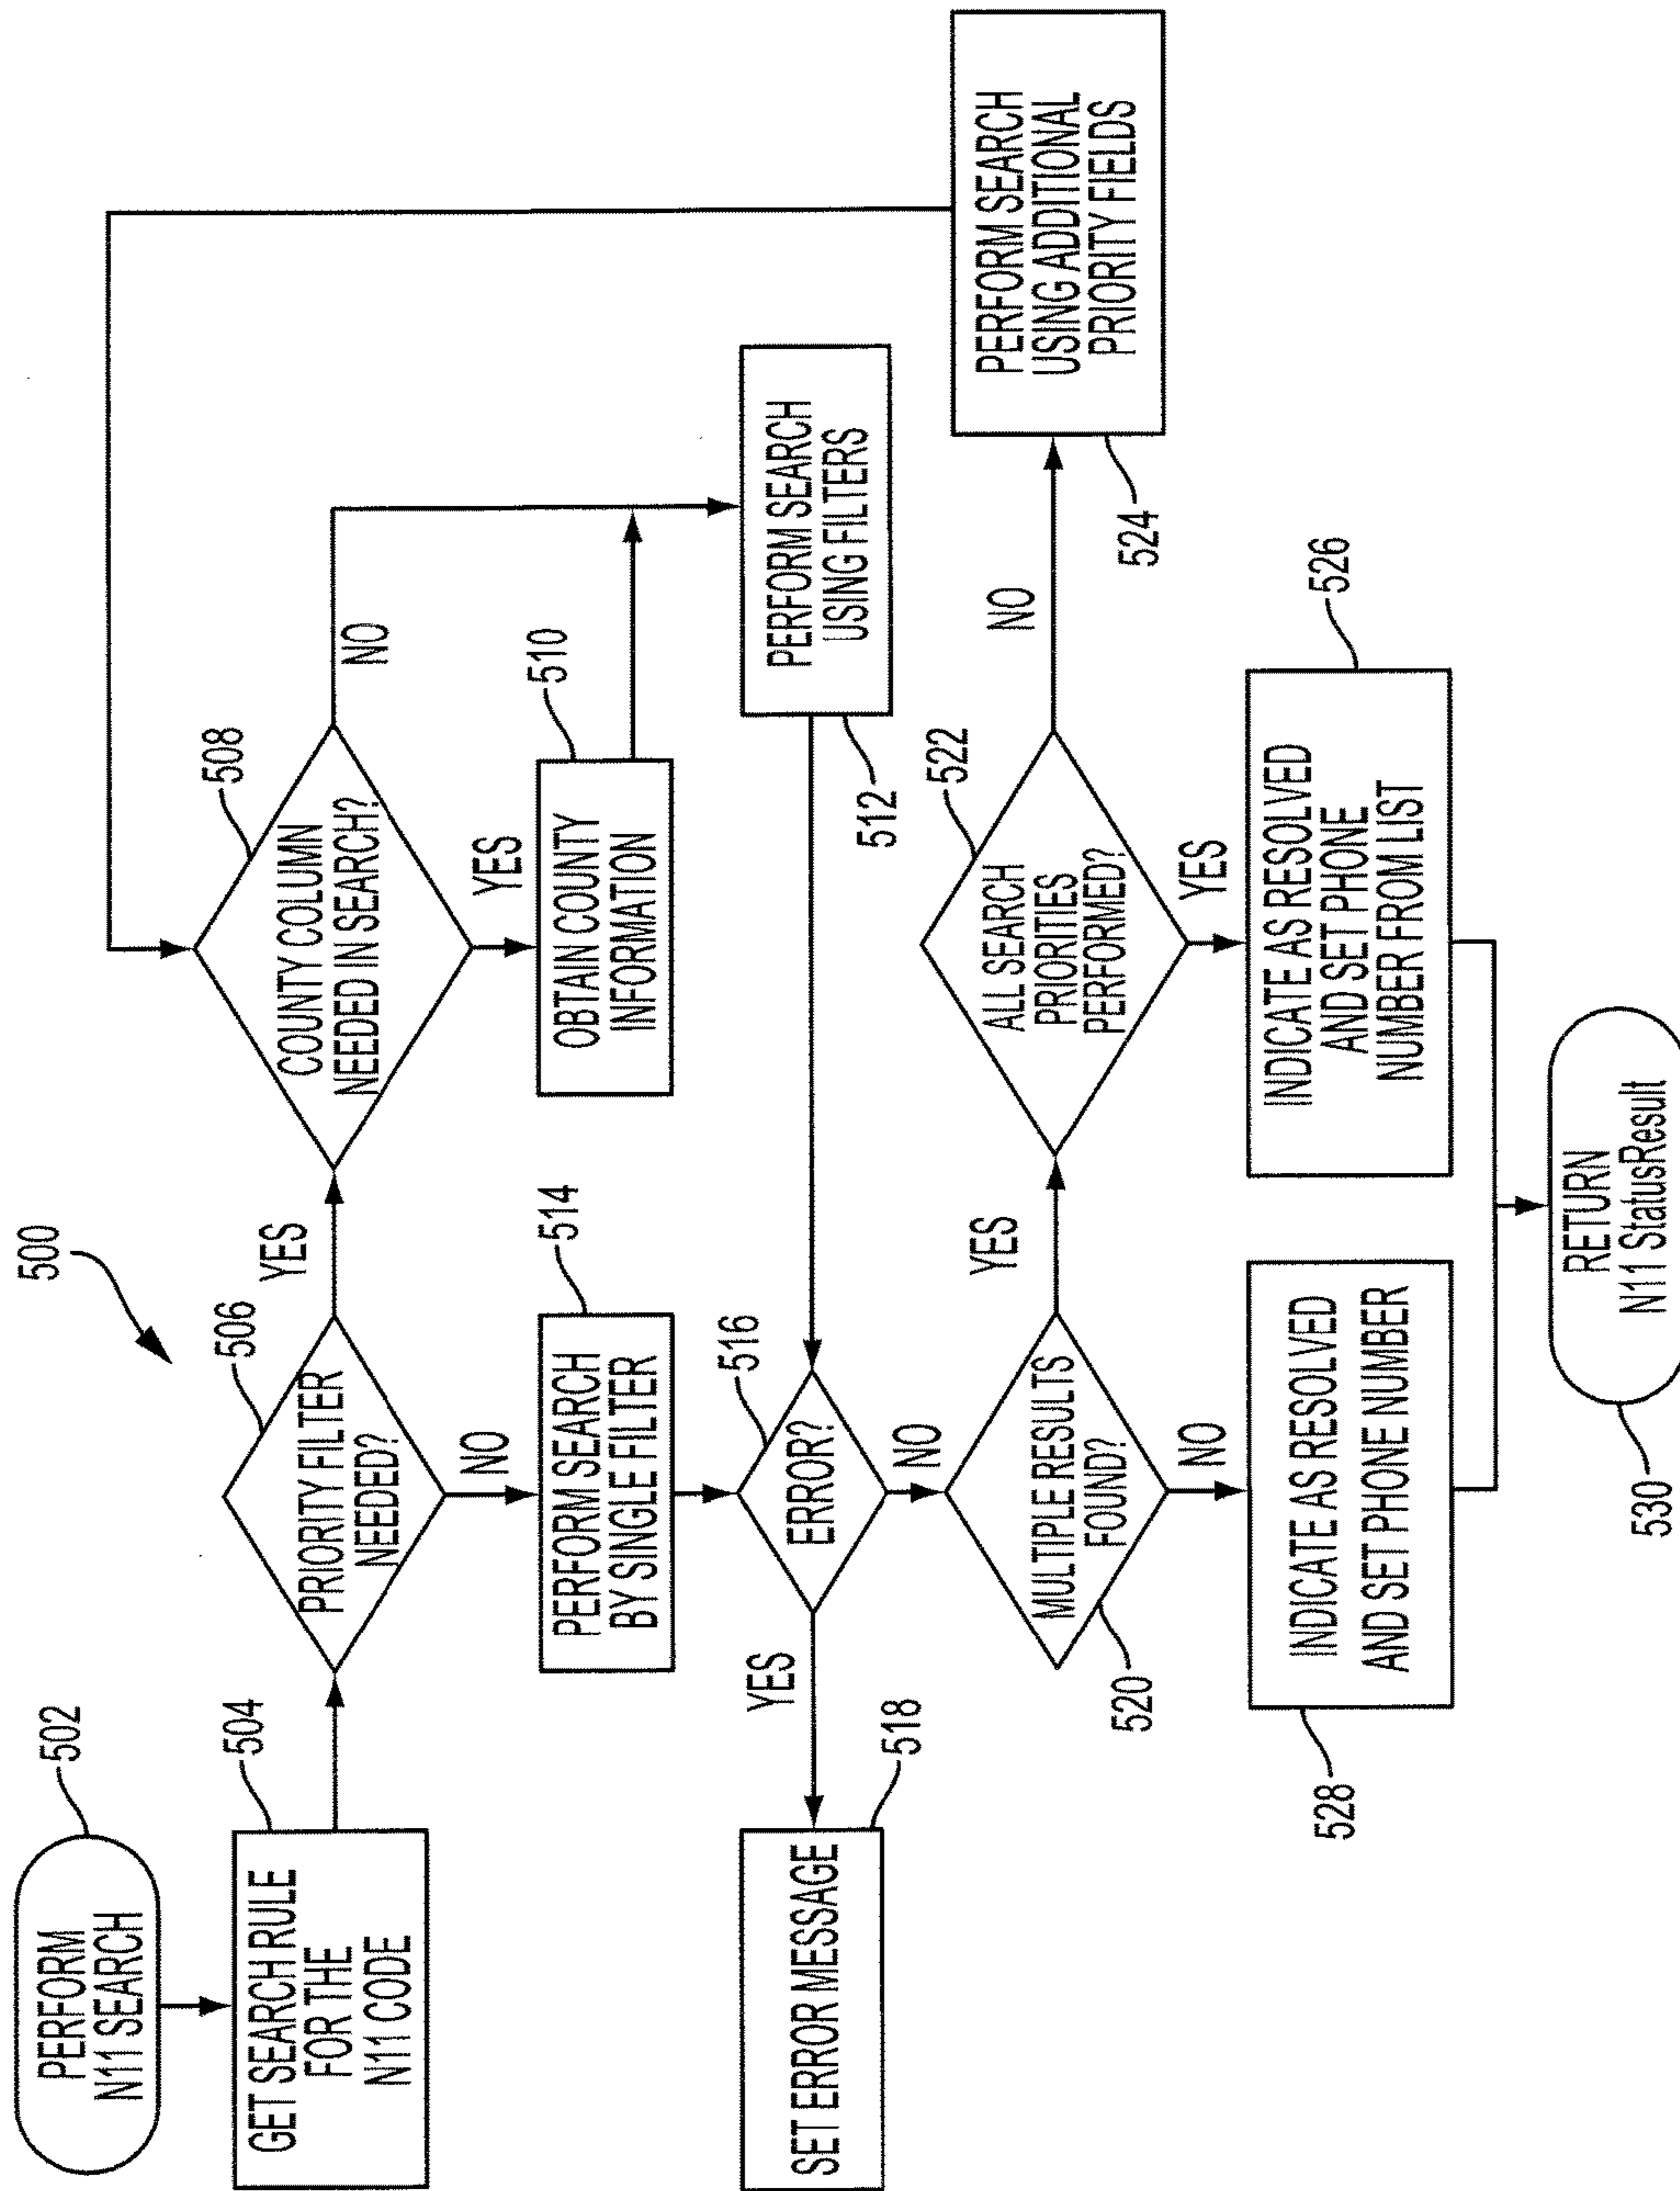 500
PERFORM
N11 SEARCH
502
GET SEARCH RULE
FOR THE
N11 CODE
504
PRIORITY FILTER
NEEDED?
506
YES
NO
COUNTY COLUMN
NEEDED IN SEARCH?
508
NO
YES
OBTAIN COUNTY
INFORMATION
510
PERFORM SEARCH
USING FILTERS
512
PERFORM SEARCH
BY SINGLE FILTER
514
ERROR?
516
YES
NO
SET ERROR MESSAGE
518
MULTIPLE RESULTS
FOUND?
520
YES
NO
ALL SEARCH
PRIORITIES
PERFORMED?
522
NO
YES
PERFORM SEARCH
USING ADDITIONAL
PRIORITY FIELDS
524
INDICATE AS RESOLVED
AND SET PHONE
NUMBER FROM LIST
526
INDICATE AS RESOLVED
AND SET PHONE NUMBER
528
RETURN
N11 StatusResult
530